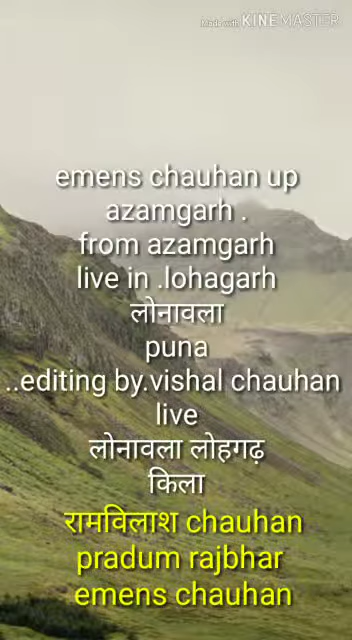 Made with KINEMASTER
emens chauhan up
azamgarh .
from azamgarh
live in .lohagarh
लोनावला
puna
..editing by.vishal chauhan
live
लोनावला लोहगढ़
किला
रामविलाश chauhan
pradum rajbhar
emens chauhan